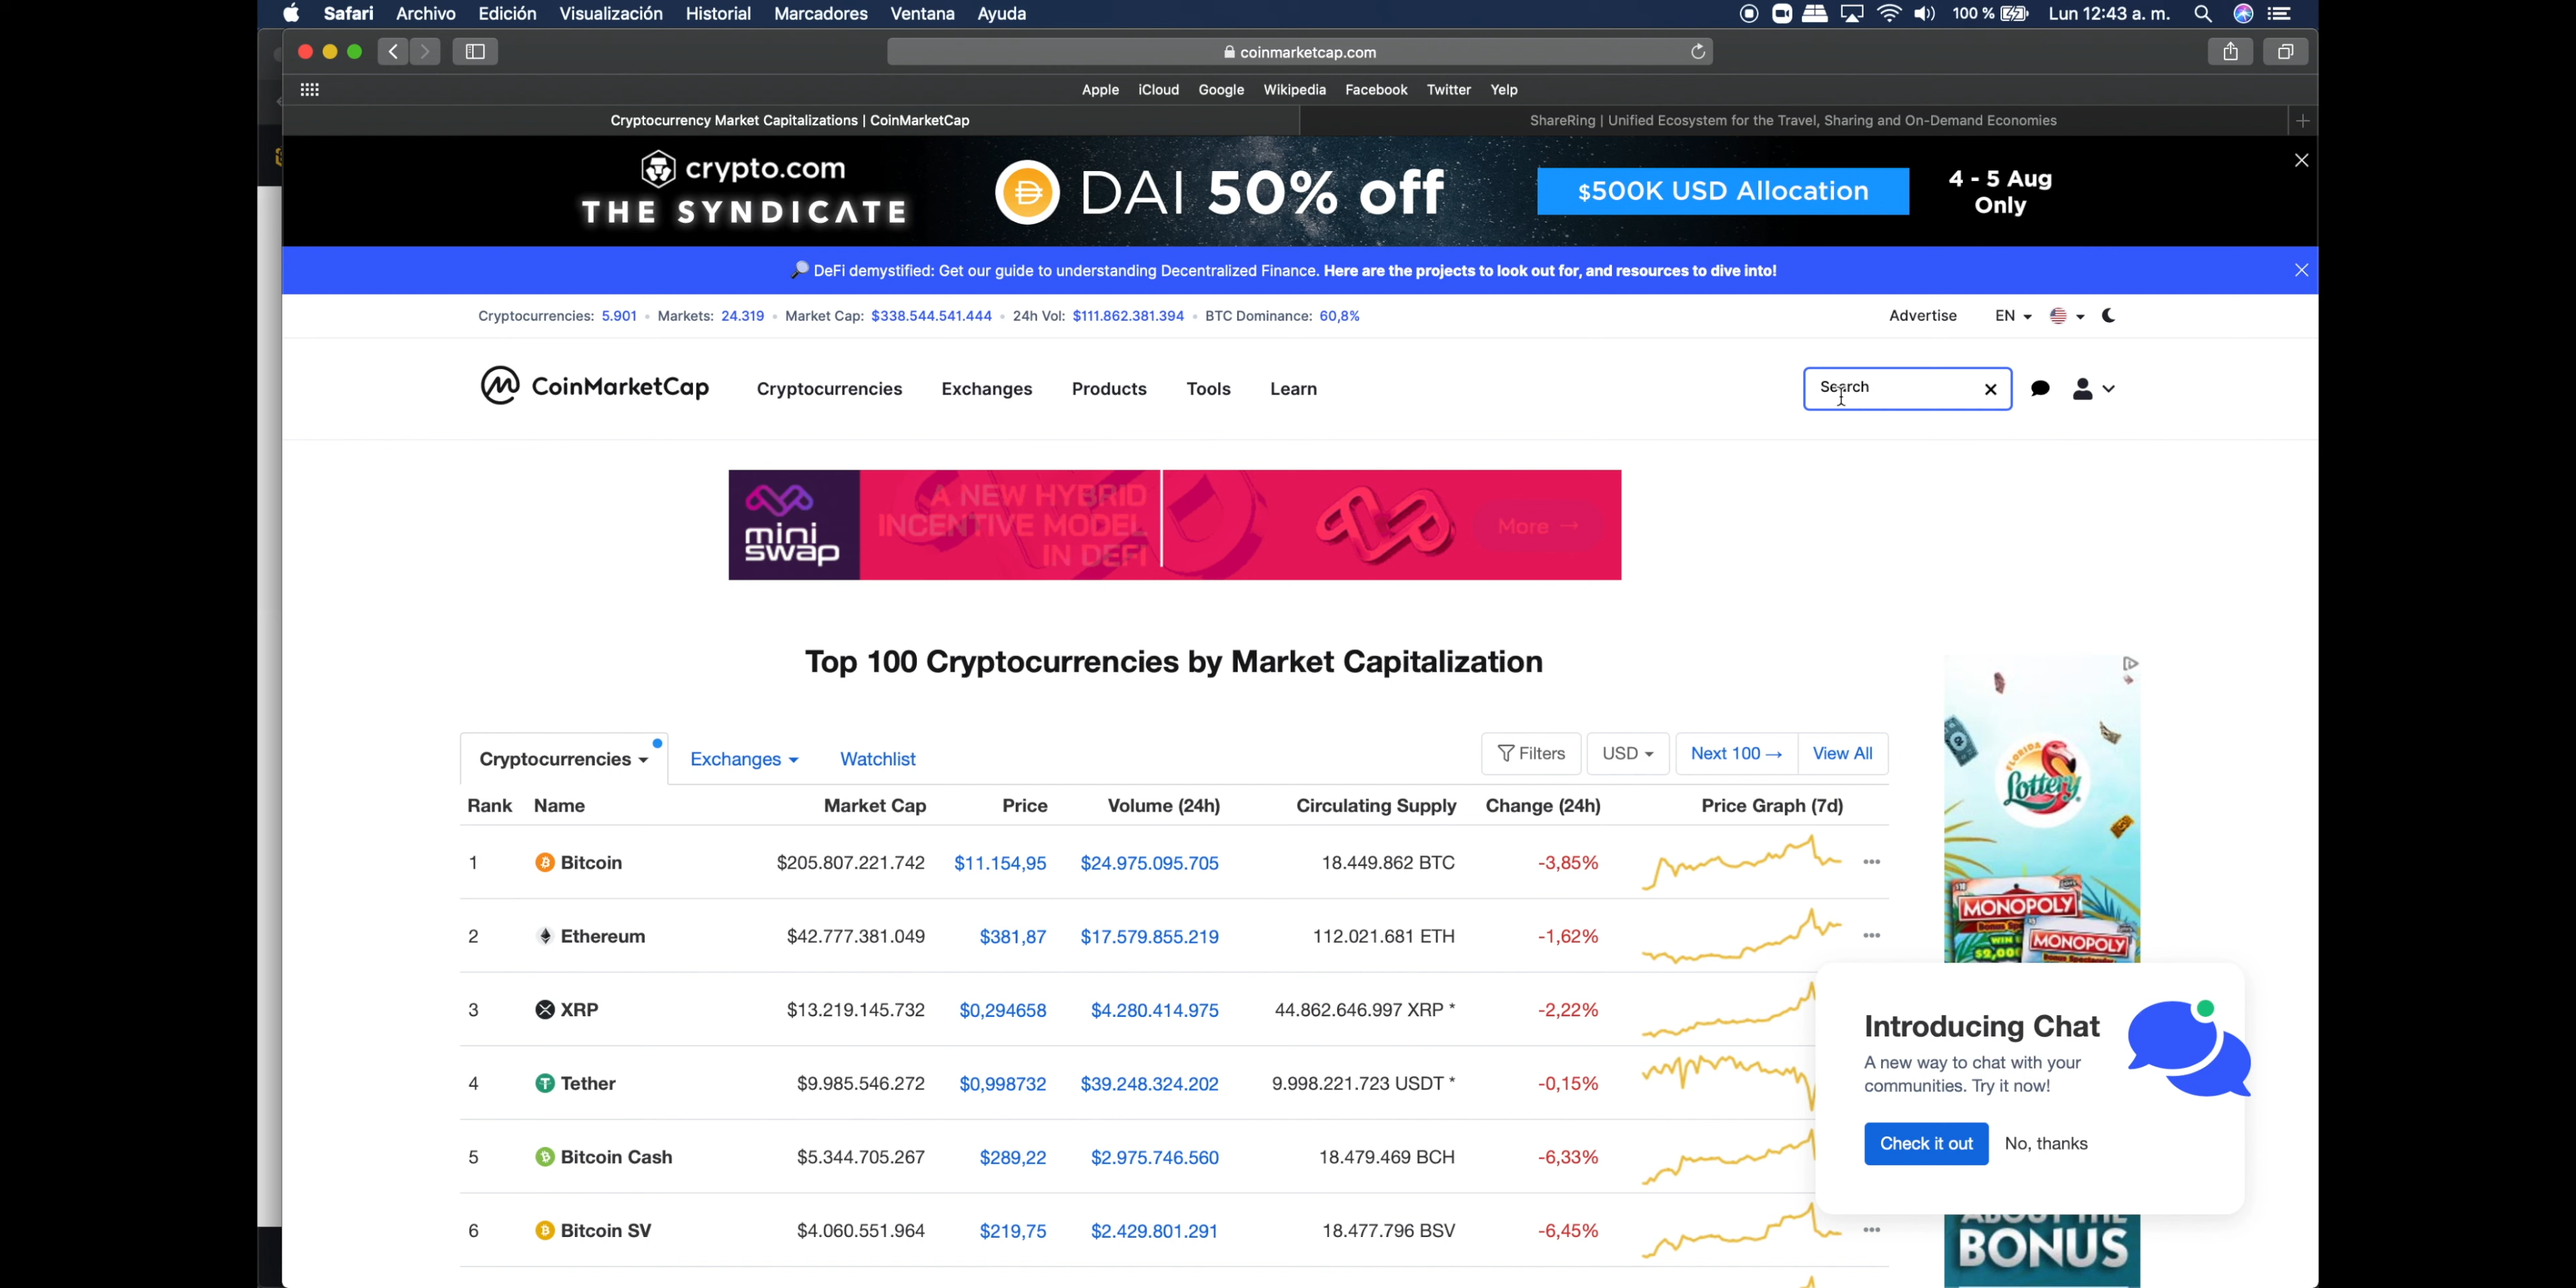 Safari Archivo Edición Visualización Historial Marcadores Ventana Ayuda 100 % Lun 12:43 a. m.
coinmarketcap.com
Apple iCloud Google Wikipedia Facebook Twitter Yelp
Cryptocurrency Market Capitalizations | CoinMarketCap ShareRing | Unified Ecosystem for the Travel, Sharing and On-Demand Economies
crypto.com
THE SYNDICATE
DAI 50% off
$500K USD Allocation
4 - 5 Aug
Only
DeFi demystified: Get our guide to understanding Decentralized Finance. Here are the projects to look out for, and resources to dive into!
Cryptocurrencies: 5.901 Markets: 24.319 Market Cap: $338.544.541.444 24h Vol: $111.862.381.394 BTC Dominance: 60,8% Advertise EN
CoinMarketCap Cryptocurrencies Exchanges Products Tools Learn Search
mini
swap
A NEW HYBRID
INCENTIVE MODEL
IN DEFI
More →
Top 100 Cryptocurrencies by Market Capitalization
Cryptocurrencies Exchanges Watchlist Filters USD Next 100 → View All
Rank Name Market Cap Price Volume (24h) Circulating Supply Change (24h) Price Graph (7d)
1 Bitcoin $205.807.221.742 $11.154,95 $24.975.095.705 18.449.862 BTC -3,85%
2 Ethereum $42.777.381.049 $381,87 $17.579.855.219 112.021.681 ETH -1,62%
3 XRP $13.219.145.732 $0,294658 $4.280.414.975 44.862.646.997 XRP * -2,22%
4 Tether $9.985.546.272 $0,998732 $39.248.324.202 9.998.221.723 USDT * -0,15%
5 Bitcoin Cash $5.344.705.267 $289,22 $2.975.746.560 18.479.469 BCH -6,33%
6 Bitcoin SV $4.060.551.964 $219,75 $2.429.801.291 18.477.796 BSV -6,45%
FLORIDA
Lottery
MONOPOLY
MONOPOLY
Introducing Chat
A new way to chat with your
communities. Try it now!
Check it out No, thanks
ABOUT THE
BONUS